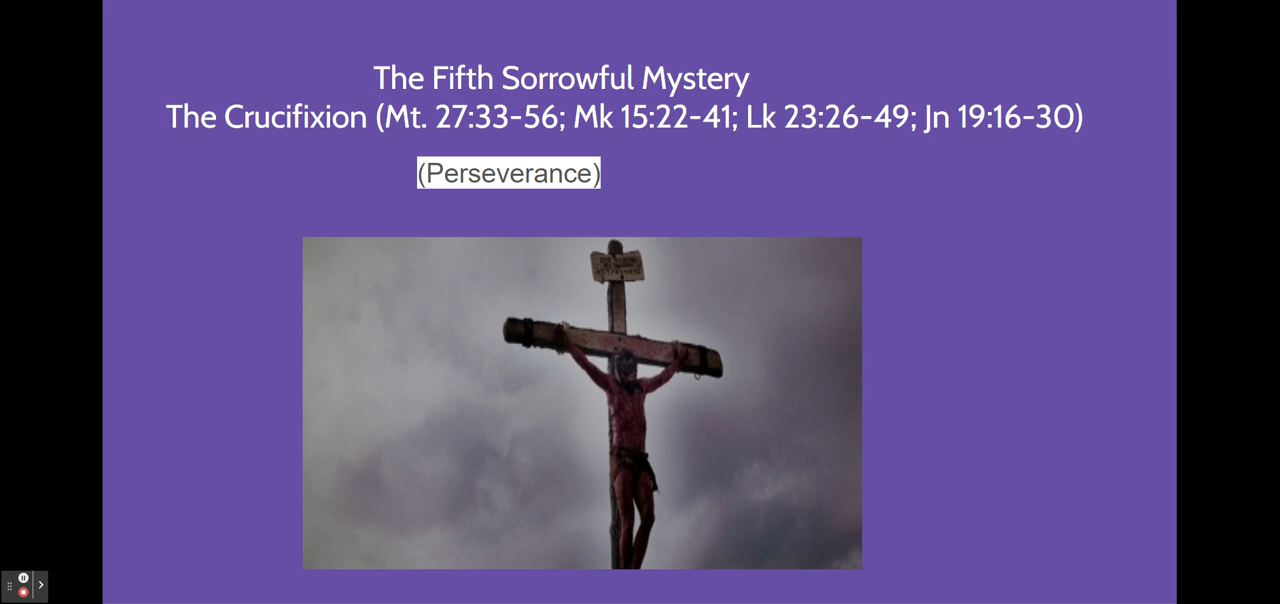 The Fifth Sorrowful Mystery
The Crucifixion (Mt. 27:33-56; Mk 15:22-41; Lk 23:26-49; Jn 19:16-30)
(Perseverance)